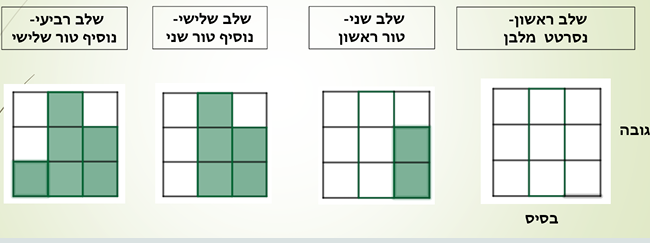 שלב ראשון-
נסרטט מלבן
שלב שני-
טור ראשון
שלב שלישי-
נוסיף טור שני
שלב רביעי-
נוסיף טור שלישי
גובה
בסיס